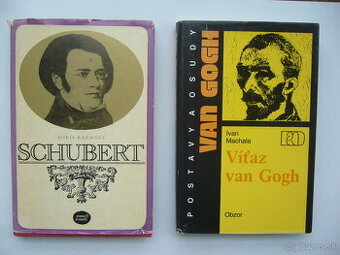 BORIS KREMNEV
SCHUBERT
POSTAVY A OSUDY
VAN GOGH
Ivan
Machala
Víťaz
van Gogh
Obzor